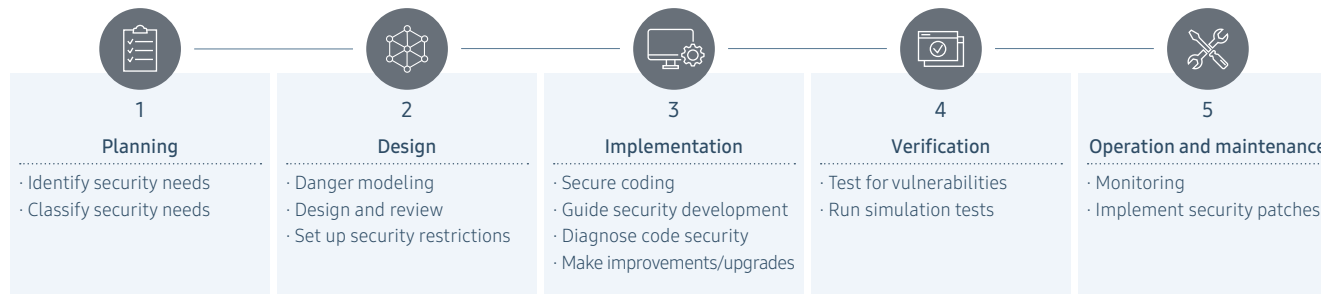 1
Planning
· Identify security needs
· Classify security needs
2
Design
· Danger modeling
· Design and review
· Set up security restrictions
3
Implementation
· Secure coding
· Guide security development
· Diagnose code security
· Make improvements/upgrades
4
Verification
· Test for vulnerabilities
· Run simulation tests
5
Operation and maintenance
· Monitoring
· Implement security patches